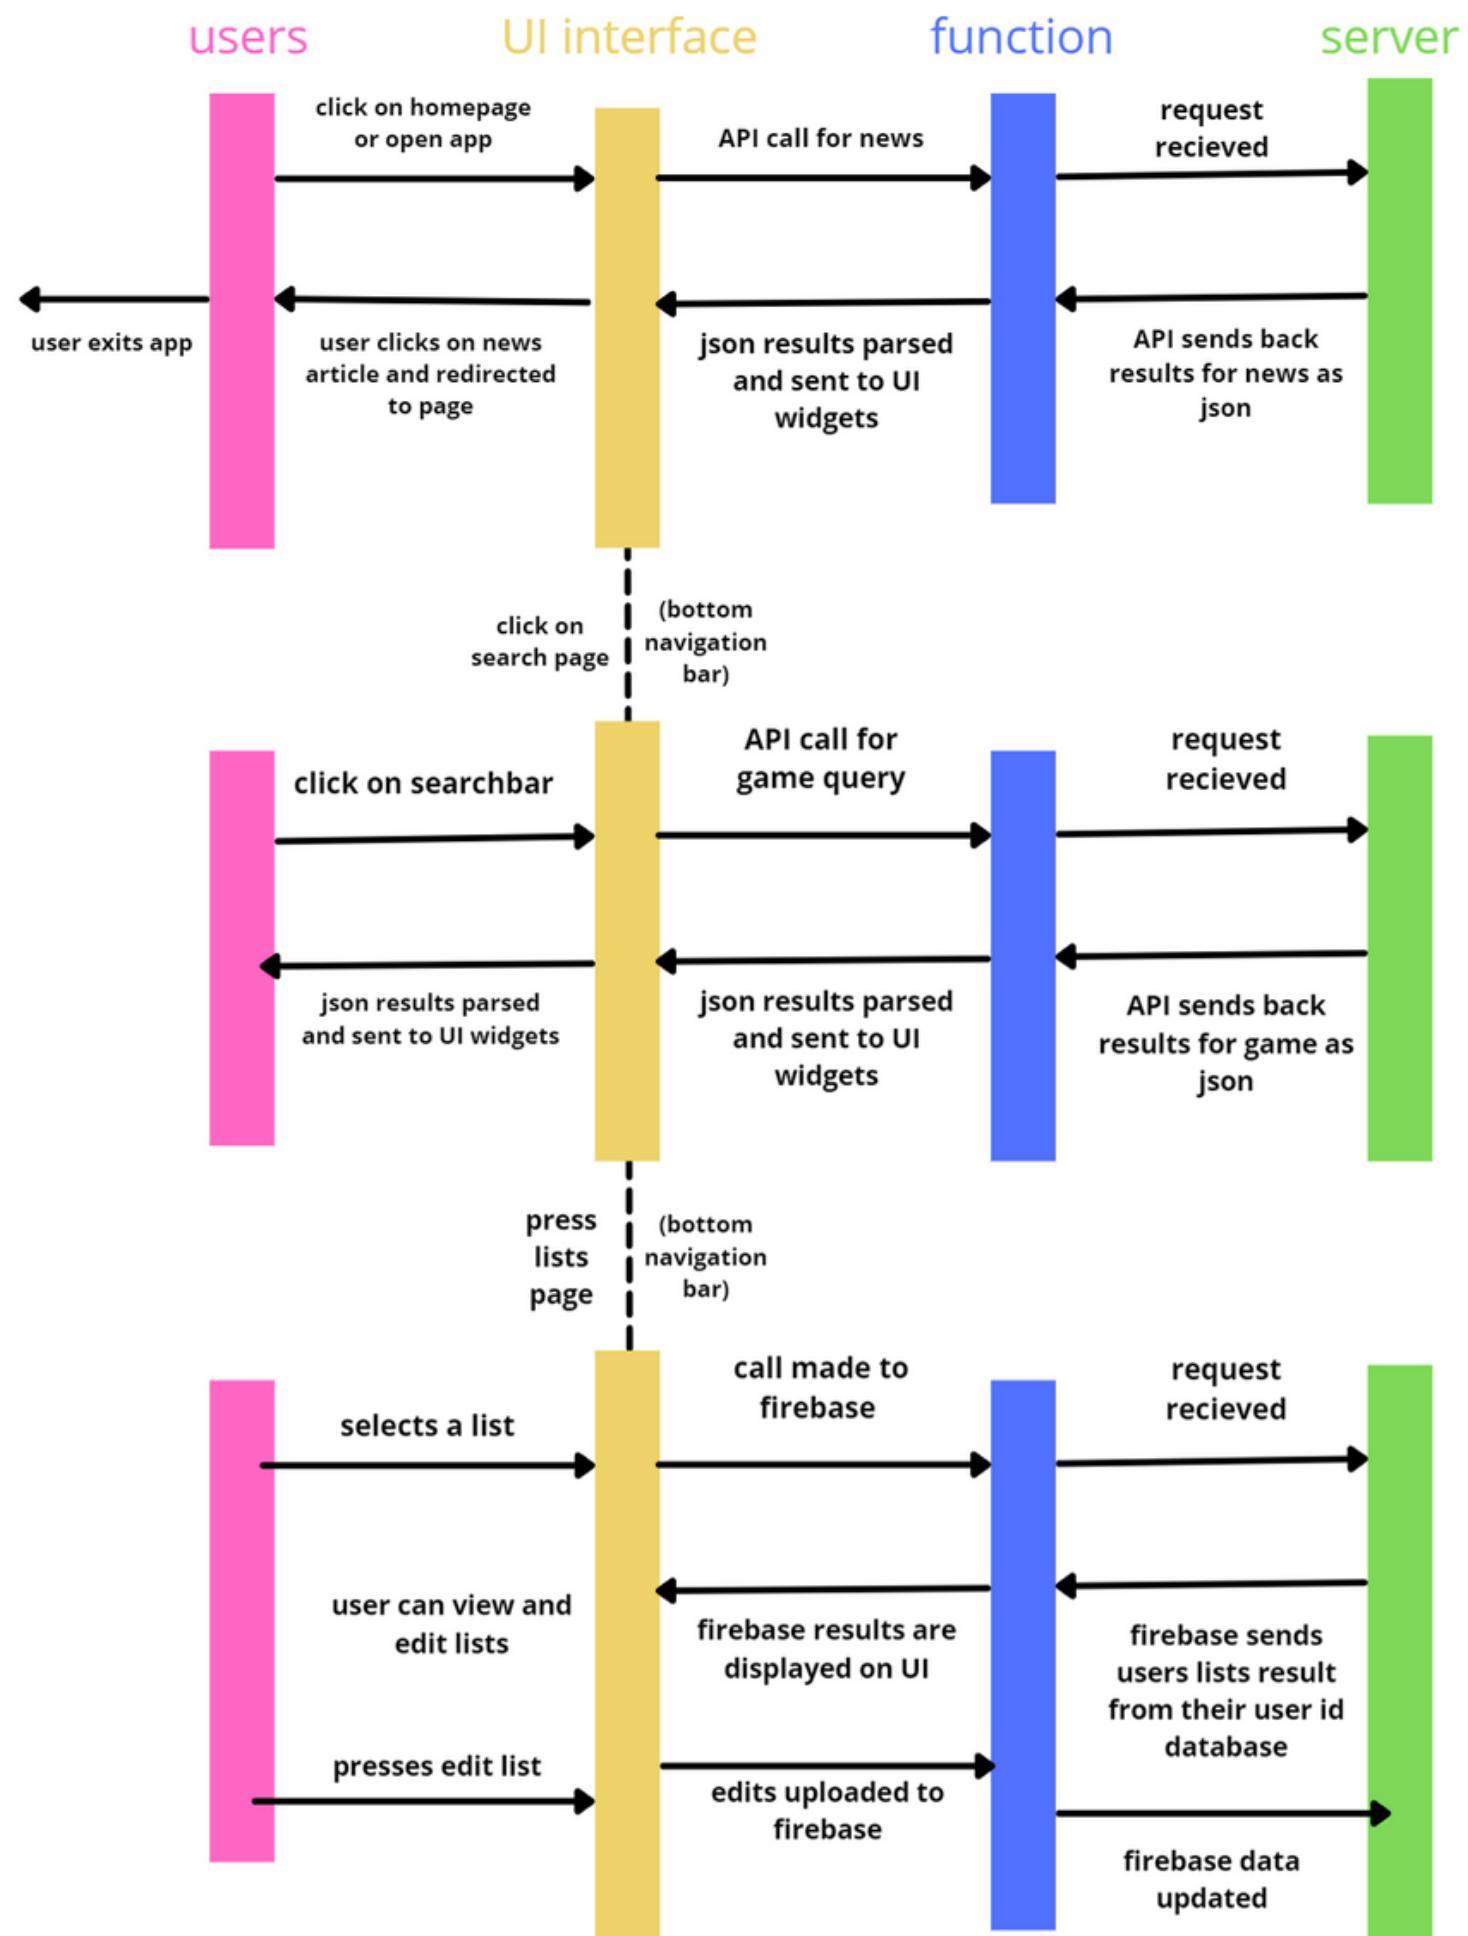 users
UI interface
function
server
click on homepage
or open app
API call for news
request
recieved
user exits app
user clicks on news
article and redirected
to page
json results parsed
and sent to UI
widgets
API sends back
results for news as
json
click on
search page
(bottom
navigation
bar)
click on searchbar
API call for
game query
request
recieved
json results parsed
and sent to UI widgets
json results parsed
and sent to UI
widgets
API sends back
results for game as
json
press
lists
page
(bottom
navigation
bar)
selects a list
call made to
firebase
request
recieved
user can view and
edit lists
firebase results are
displayed on UI
firebase sends
users lists result
from their user id
database
presses edit list
edits uploaded to
firebase
firebase data
updated